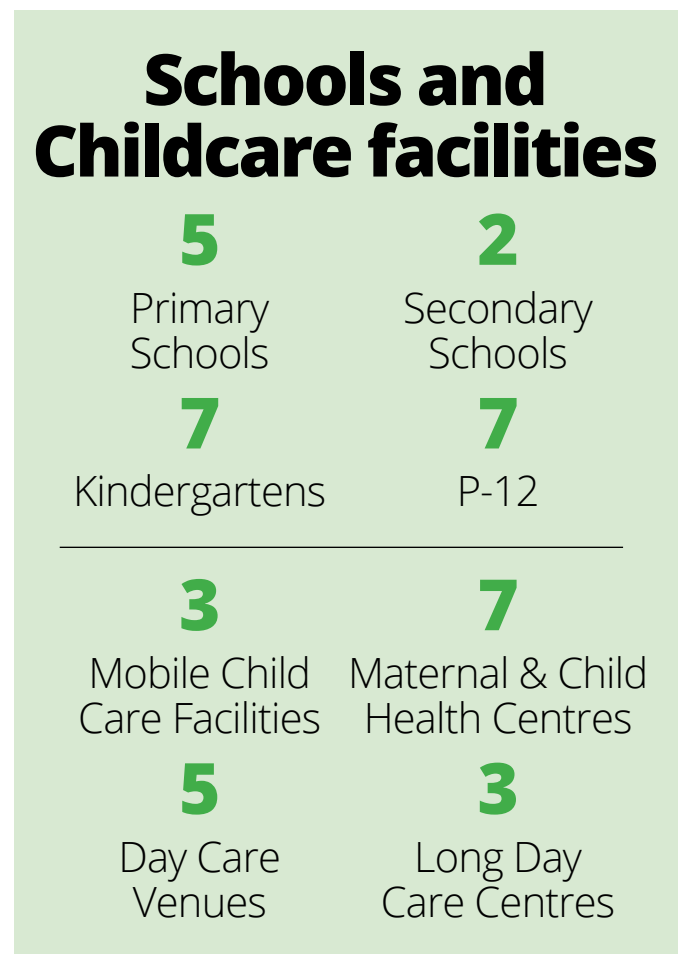 Schools and
Childcare facilities
5
Primary
Schools
2
Secondary
Schools
7
Kindergartens
7
P-12
3
Mobile Child
Care Facilities
7
Maternal & Child
Health Centres
5
Day Care
Venues
3
Long Day
Care Centres